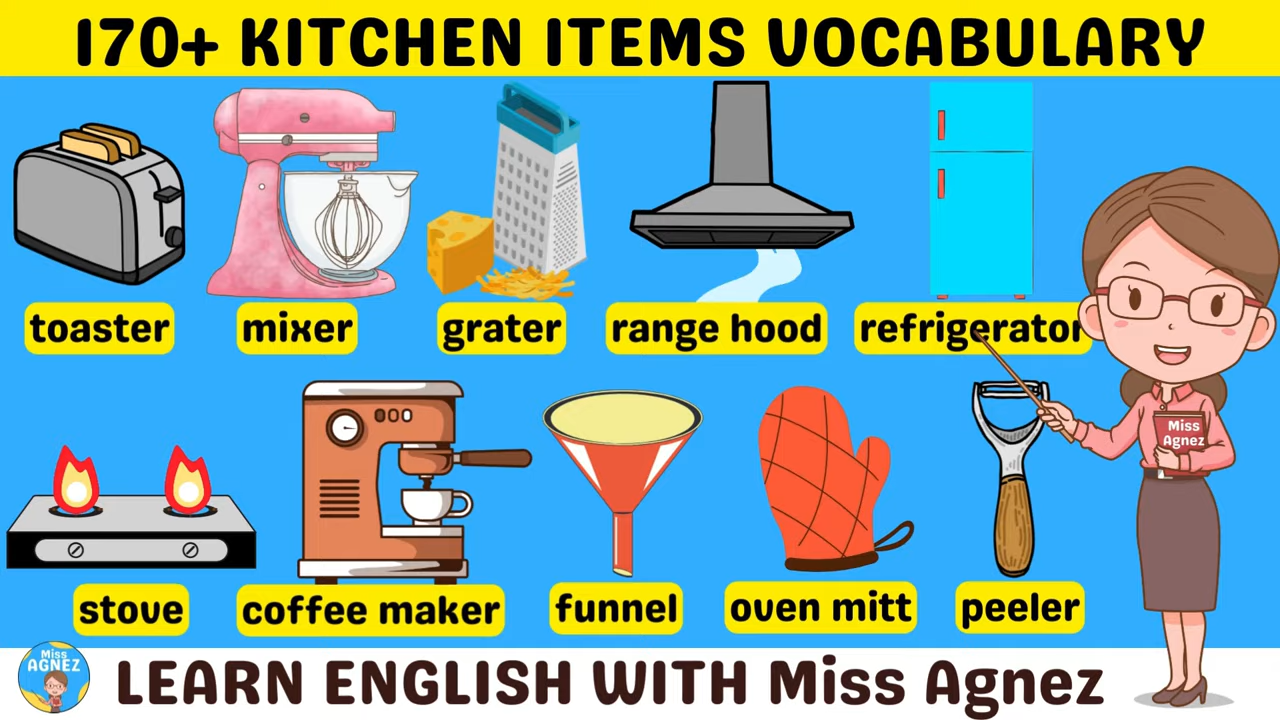 170+ KITCHEN ITEMS VOCABULARY
toaster
mixer
grater
range hood
refrigerator
stove
coffee maker
funnel
oven mitt
peeler
Miss
Agnez
Miss
AGNEZ
LEARN ENGLISH WITH Miss Agnez